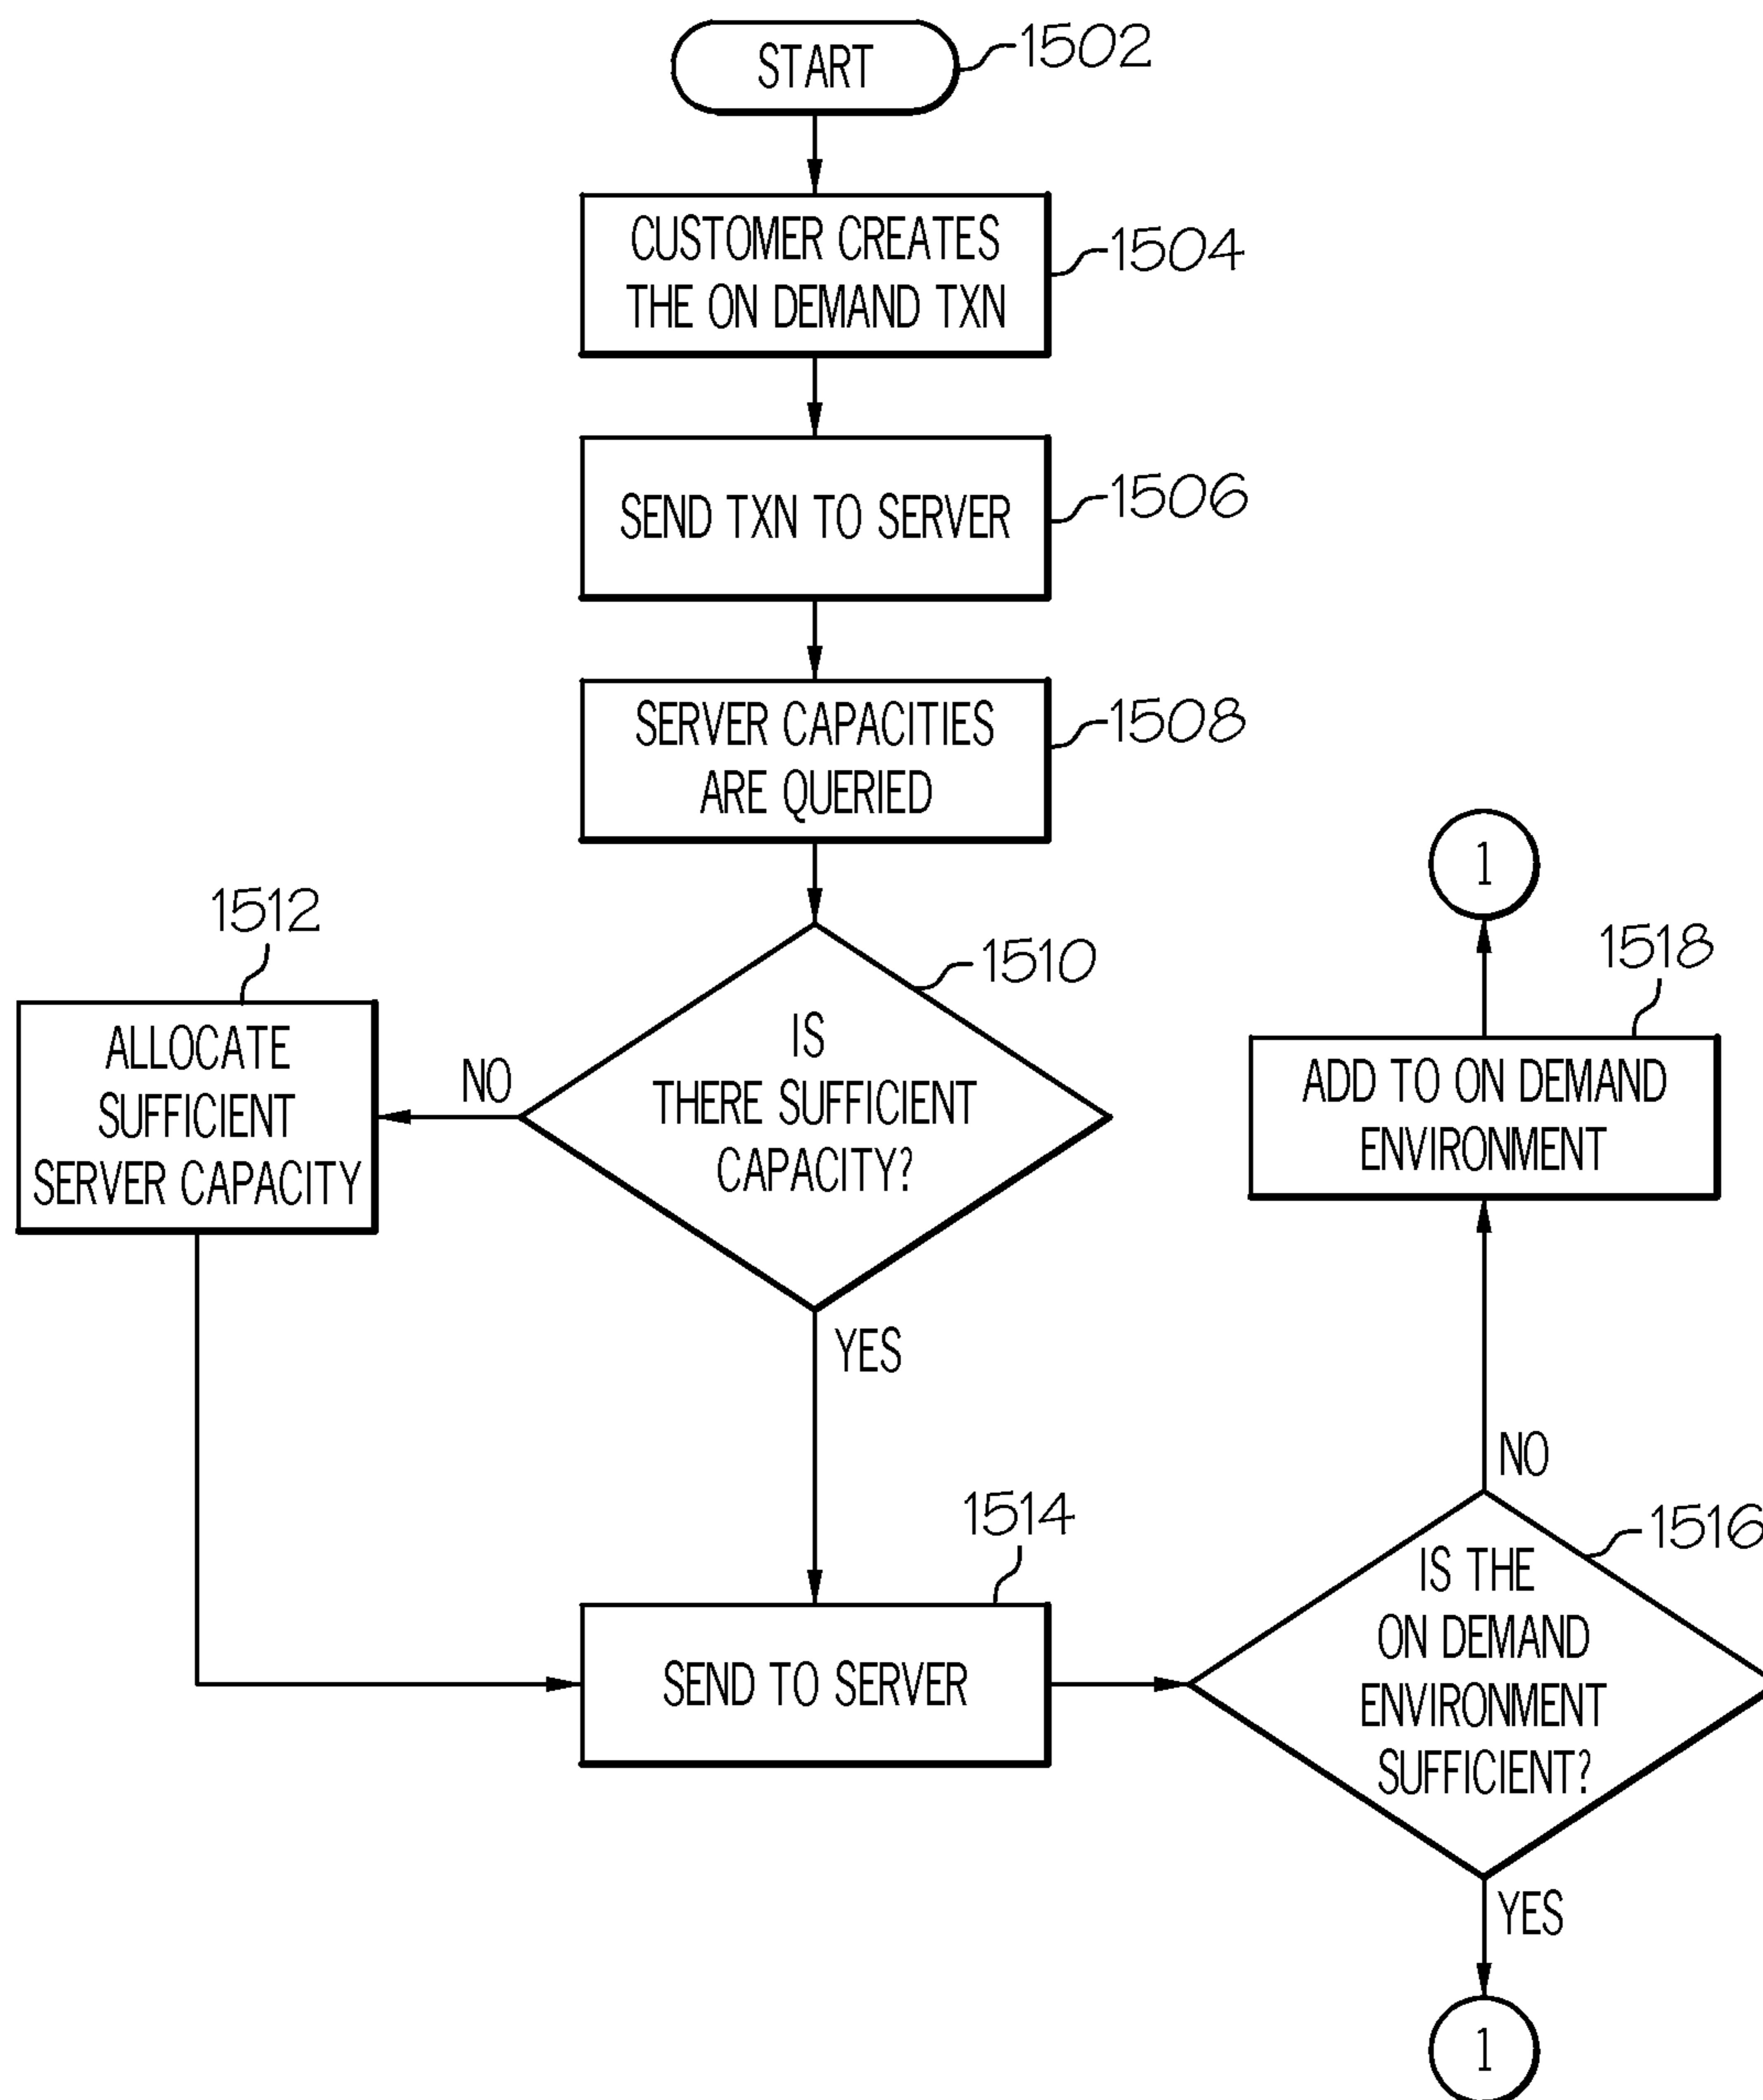 START
1502
CUSTOMER CREATES
THE ON DEMAND TXN
1504
SEND TXN TO SERVER
1506
SERVER CAPACITIES
ARE QUERIED
1508
IS
THERE SUFFICIENT
CAPACITY?
1510
NO
1512
ALLOCATE
SUFFICIENT
SERVER CAPACITY
YES
1514
SEND TO SERVER
1516
IS THE
ON DEMAND
ENVIRONMENT
SUFFICIENT?
NO
1518
ADD TO ON DEMAND
ENVIRONMENT
1
YES
1